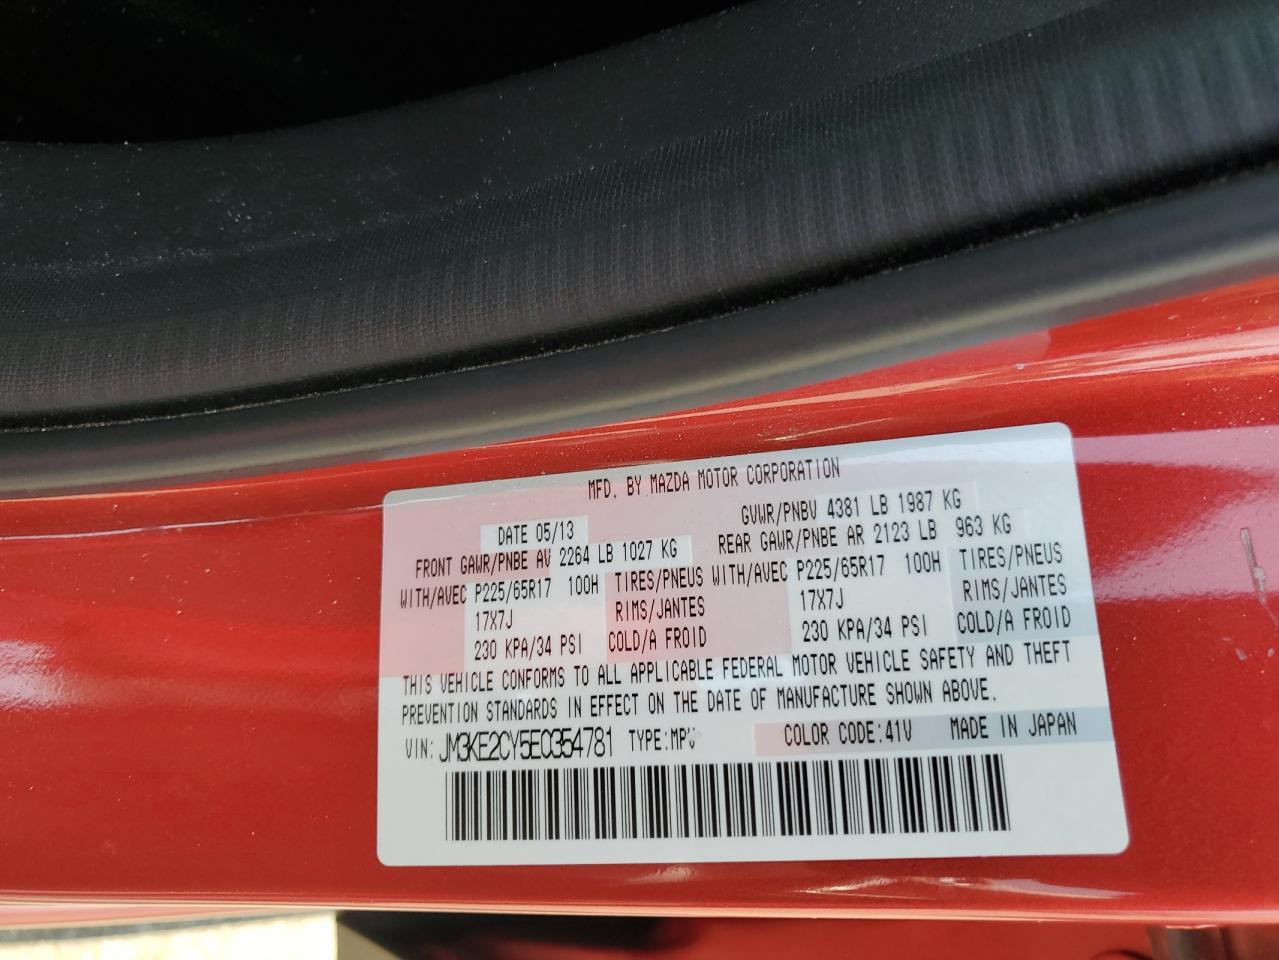 MFD. BY MAZDA MOTOR CORPORATION
DATE 05/13 GVWR/PNBV 4381 LB 1987 KG
FRONT GAWR/PNBE AV 2264 LB 1027 KG REAR GAWR/PNBE AR 2123 LB 963 KG
WITH/AVEC P225/65R17 100H TIRES/PNEUS WITH/AVEC P225/65R17 100H TIRES/PNEUS
17X7J RIMS/JANTES 17X7J RIMS/JANTES
230 KPA/34 PSI COLD/A FROID 230 KPA/34 PSI COLD/A FROID
THIS VEHICLE CONFORMS TO ALL APPLICABLE FEDERAL MOTOR VEHICLE SAFETY AND THEFT
PREVENTION STANDARDS IN EFFECT ON THE DATE OF MANUFACTURE SHOWN ABOVE.
VIN: JM3KE2CY5E0354781 TYPE:MPV COLOR CODE:41V MADE IN JAPAN